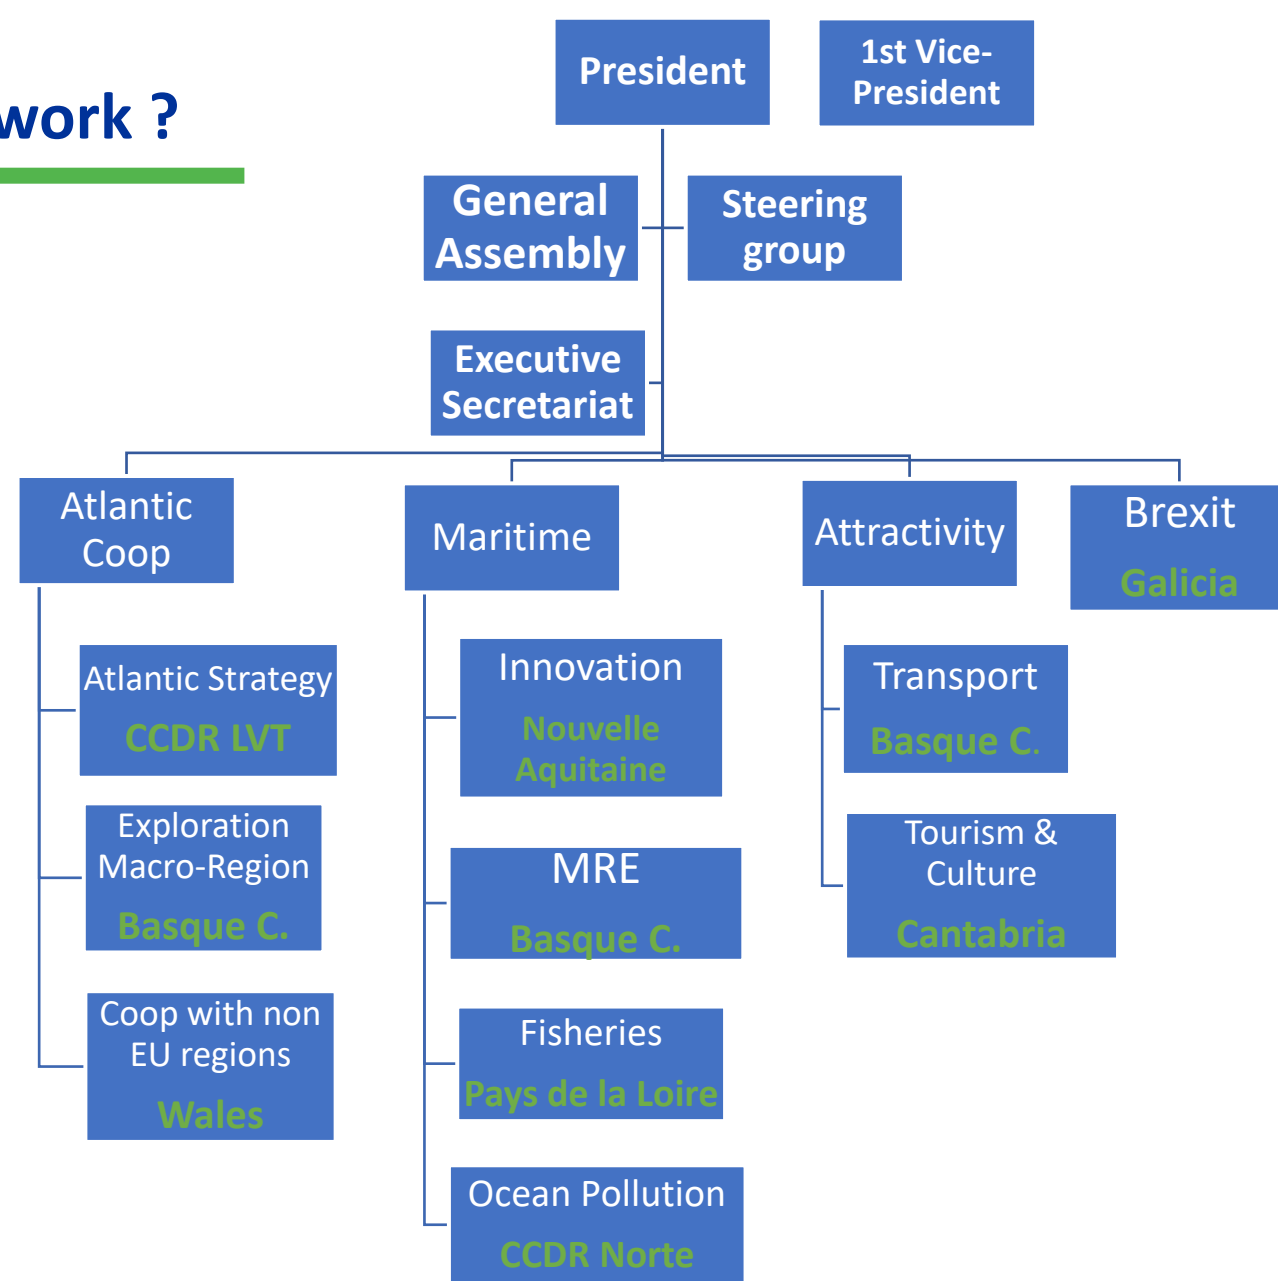 work ?
President
1st Vice-
President
General
Assembly
Steering
group
Executive
Secretariat
Atlantic
Coop
Maritime
Attractivity
Brexit
Galicia
Atlantic Strategy
CCDR LVT
Exploration
Macro-Region
Basque C.
Coop with non
EU regions
Wales
Innovation
Nouvelle
Aquitaine
MRE
Basque C.
Fisheries
Pays de la Loire
Ocean Pollution
CCDR Norte
Transport
Basque C.
Tourism &
Culture
Cantabria